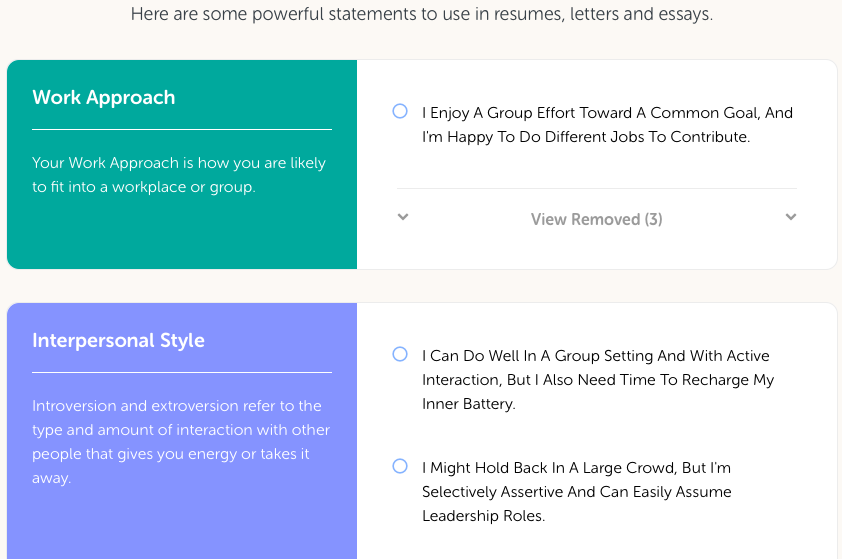 Here are some powerful statements to use in resumes, letters and essays.
Work Approach
Your Work Approach is how you are likely
to fit into a workplace or group.
I Enjoy A Group Effort Toward A Common Goal, And
I'm Happy To Do Different Jobs To Contribute.
View Removed (3)
Interpersonal Style
Introversion and extroversion refer to the
type and amount of interaction with other
people that gives you energy or takes it
away.
I Can Do Well In A Group Setting And With Active
Interaction, But I Also Need Time To Recharge My
Inner Battery.
I Might Hold Back In A Large Crowd, But I'm
Selectively Assertive And Can Easily Assume
Leadership Roles.